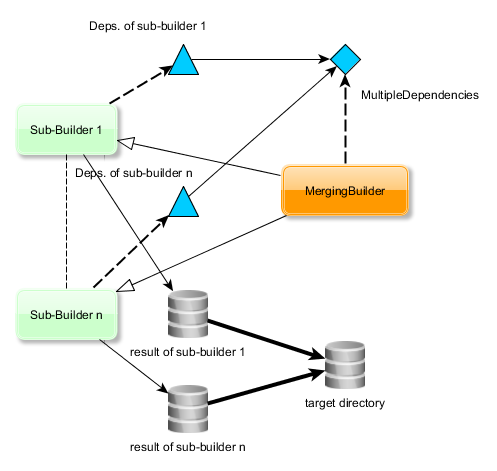 Deps. of sub-builder 1
MultipleDependencies
Sub-Builder 1
Deps. of sub-builder n
MergingBuilder
Sub-Builder n
result of sub-builder 1
target directory
result of sub-builder n